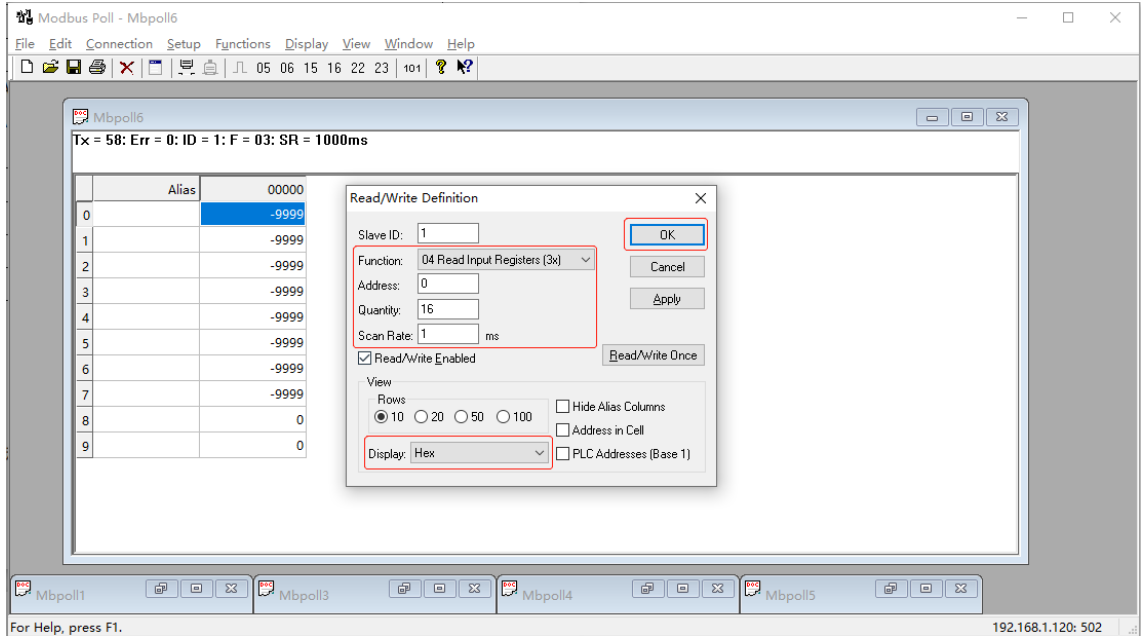 Modbus Poll - Mbpoll6
File Edit Connection Setup Functions Display View Window Help
05 06 15 16 22 23 101
Mbpoll6
Tx = 58: Err = 0: ID = 1: F = 03: SR = 1000ms
Alias 00000
0 -9999
1 -9999
2 -9999
3 -9999
4 -9999
5 -9999
6 -9999
7 -9999
8 0
9 0
Read/Write Definition
Slave ID: 1
OK
Function: 04 Read Input Registers (3x)
Cancel
Address: 0
Apply
Quantity: 16
Scan Rate: 1 ms
Read/Write Enabled
Read/Write Once
View
Rows
10 20 50 100
Hide Alias Columns
Address in Cell
Display: Hex
PLC Addresses (Base 1)
Mbpoll1 Mbpoll3 Mbpoll4 Mbpoll5
For Help, press F1. 192.168.1.120: 502